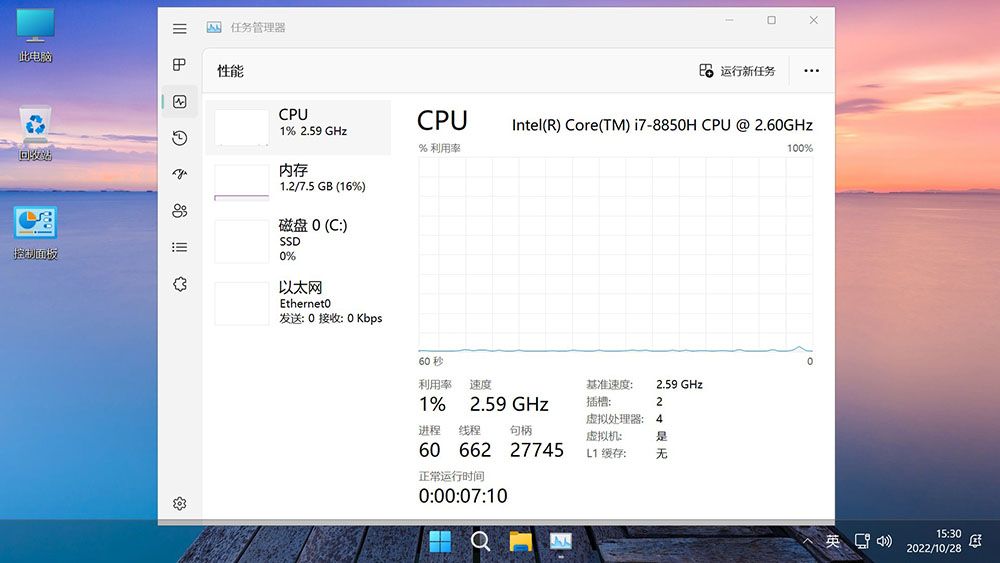 此电脑
回收站
控制面板
任务管理器
性能
运行新任务
CPU
1% 2.59 GHz
内存
1.2/7.5 GB (16%)
磁盘 0 (C:)
SSD
0%
以太网
Ethernet0
发送: 0 接收: 0 Kbps
CPU
Intel(R) Core(TM) i7-8850H CPU @ 2.60GHz
% 利用率
100%
60 秒
0
利用率 速度
1% 2.59 GHz
进程 线程 句柄
60 662 27745
正常运行时间
0:00:07:10
基准速度: 2.59 GHz
插槽: 2
虚拟处理器: 4
虚拟机: 是
L1 缓存: 无
英
15:30
2022/10/28